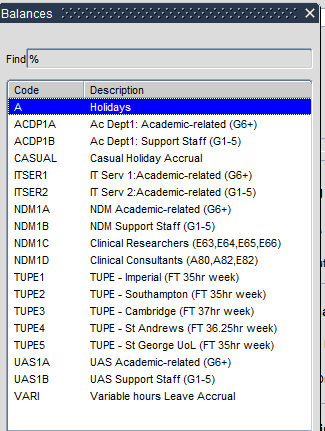 Balances
Find %
Code Description
A Holidays
ACDP1A Ac Dept1: Academic-related (G6+)
ACDP1B Ac Dept1: Support Staff (G1-5)
CASUAL Casual Holiday Accrual
ITSER1 IT Serv 1:Academic-related (G6+)
ITSER2 IT Serv 2:Academic-related (G1-5)
NDM1A NDM Academic-related (G6+)
NDM1B NDM Support Staff (G1-5)
NDM1C Clinical Researchers (E63,E64,E65,E66)
NDM1D Clinical Consultants (A80,A82,E82)
TUPE1 TUPE - Imperial (FT 35hr week)
TUPE2 TUPE - Southampton (FT 35hr week)
TUPE3 TUPE - Cambridge (FT 37hr week)
TUPE4 TUPE - St Andrews (FT 36.25hr week)
TUPE5 TUPE - St George UoL (FT 35hr week)
UAS1A UAS Academic-related (G6+)
UAS1B UAS Support Staff (G1-5)
VARI Variable hours Leave Accrual